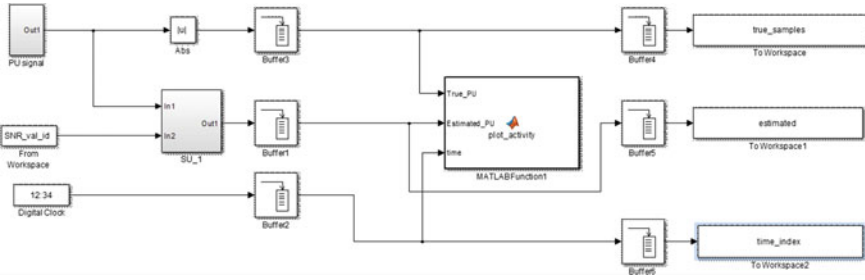 Out1
PU signal
|u|
Abs
Buffer3
Buffer4
true_samples
To Workspace
True_PU
Estimated_PU
time
plot_activity
MATLABFunction1
In1
In2
Out1
SU_1
Buffer1
SNR_val_id
From
Workspace
Buffer5
estimated
To Workspace1
12:34
Digital Clock
Buffer2
Buffer6
time_index
To Workspace2